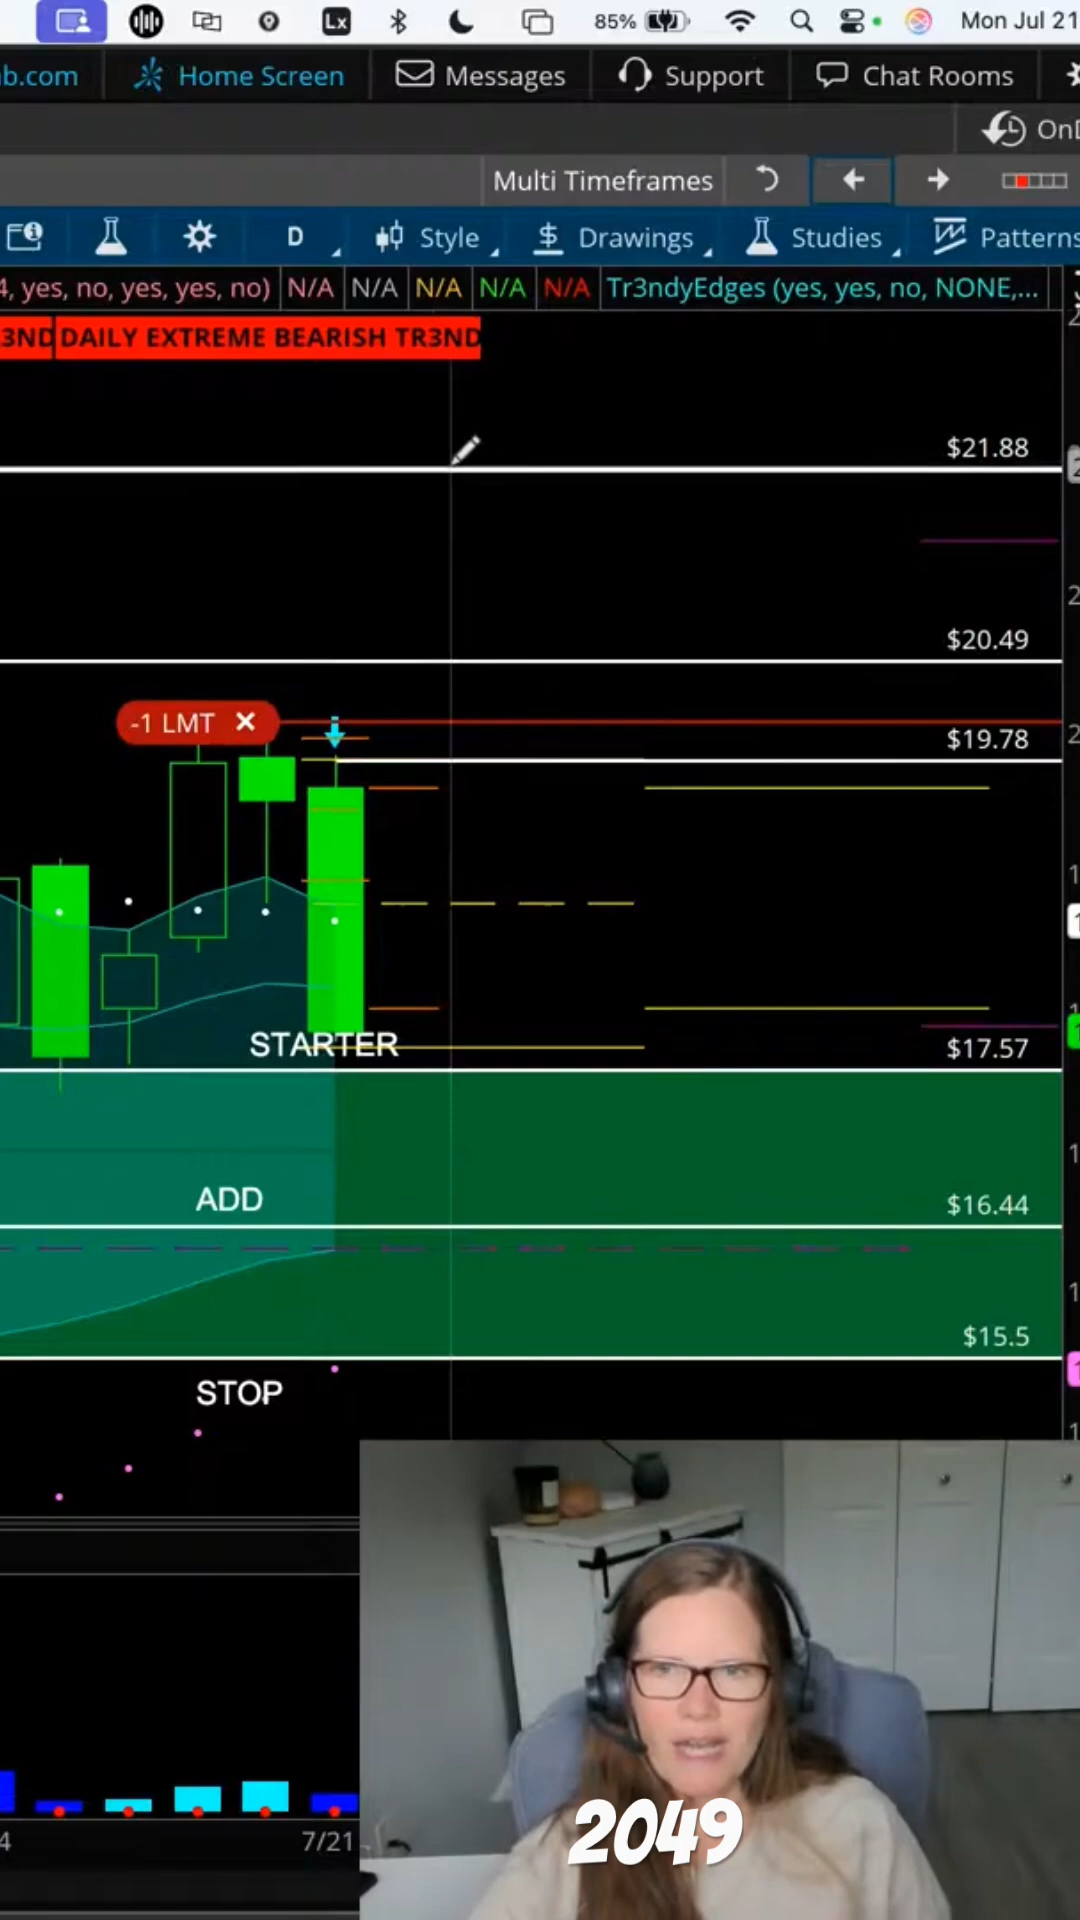 Lx 85% Mon Jul 21
b.com Home Screen Messages Support Chat Rooms
Multi Timeframes
D Style Drawings Studies Patterns
4, yes, no, yes, yes, no) N/A N/A N/A N/A N/A Tr3ndyEdges (yes, yes, no, NONE,...
3ND DAILY EXTREME BEARISH TR3ND
$21.88
$20.49
-1 LMT
$19.78
STARTER
$17.57
ADD
$16.44
$15.5
STOP
2049
4 7/21